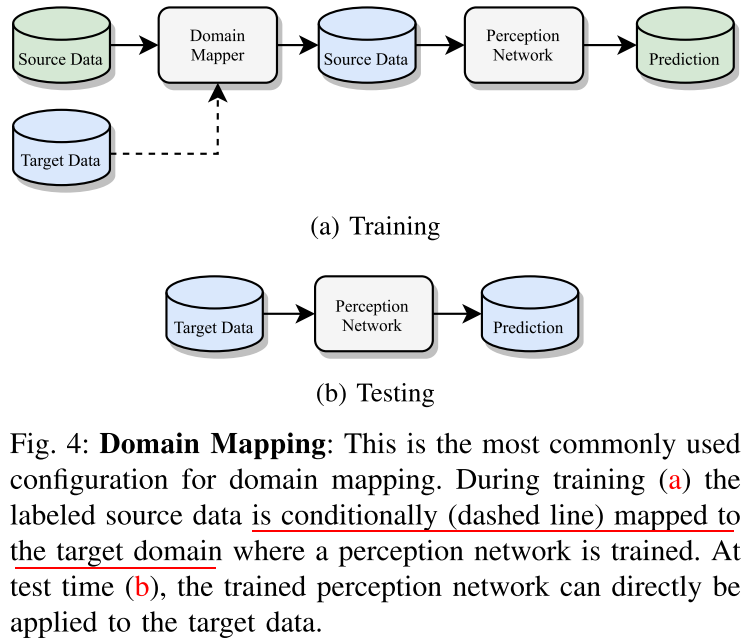 Source Data
Domain
Mapper
Source Data
Perception
Network
Prediction
Target Data
(a) Training
Target Data
Perception
Network
Prediction
(b) Testing
Fig. 4: Domain Mapping: This is the most commonly used
configuration for domain mapping. During training (a) the
labeled source data is conditionally (dashed line) mapped to
the target domain where a perception network is trained. At
test time (b), the trained perception network can directly be
applied to the target data.